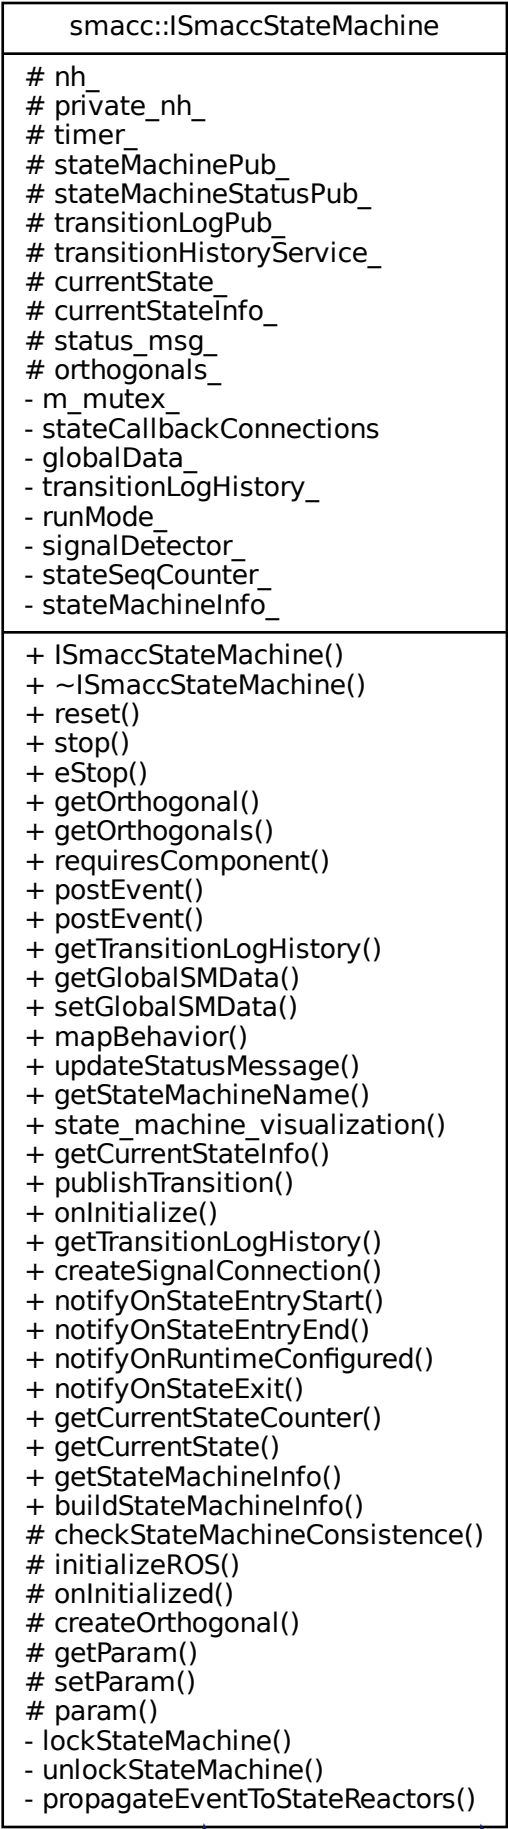 smacc::ISmaccStateMachine
# nh_
# private_nh_
# timer_
# stateMachinePub_
# stateMachineStatusPub_
# transitionLogPub_
# transitionHistoryService_
# currentState_
# currentStateInfo_
# status_msg_
# orthogonals_
- m_mutex_
- stateCallbackConnections
- globalData_
- transitionLogHistory_
- runMode_
- signalDetector_
- stateSeqCounter_
- stateMachineInfo_
+ ISmaccStateMachine()
+ ~ISmaccStateMachine()
+ reset()
+ stop()
+ eStop()
+ getOrthogonal()
+ getOrthogonals()
+ requiresComponent()
+ postEvent()
+ postEvent()
+ getTransitionLogHistory()
+ getGlobalSMData()
+ setGlobalSMData()
+ mapBehavior()
+ updateStatusMessage()
+ getStateMachineName()
+ state_machine_visualization()
+ getCurrentStateInfo()
+ publishTransition()
+ onInitialize()
+ getTransitionLogHistory()
+ createSignalConnection()
+ notifyOnStateEntryStart()
+ notifyOnStateEntryEnd()
+ notifyOnRuntimeConfigured()
+ notifyOnStateExit()
+ getCurrentStateCounter()
+ getCurrentState()
+ getStateMachineInfo()
+ buildStateMachineInfo()
# checkStateMachineConsistence()
# initializeROS()
# onInitialized()
# createOrthogonal()
# getParam()
# setParam()
# param()
- lockStateMachine()
- unlockStateMachine()
- propagateEventToStateReactors()